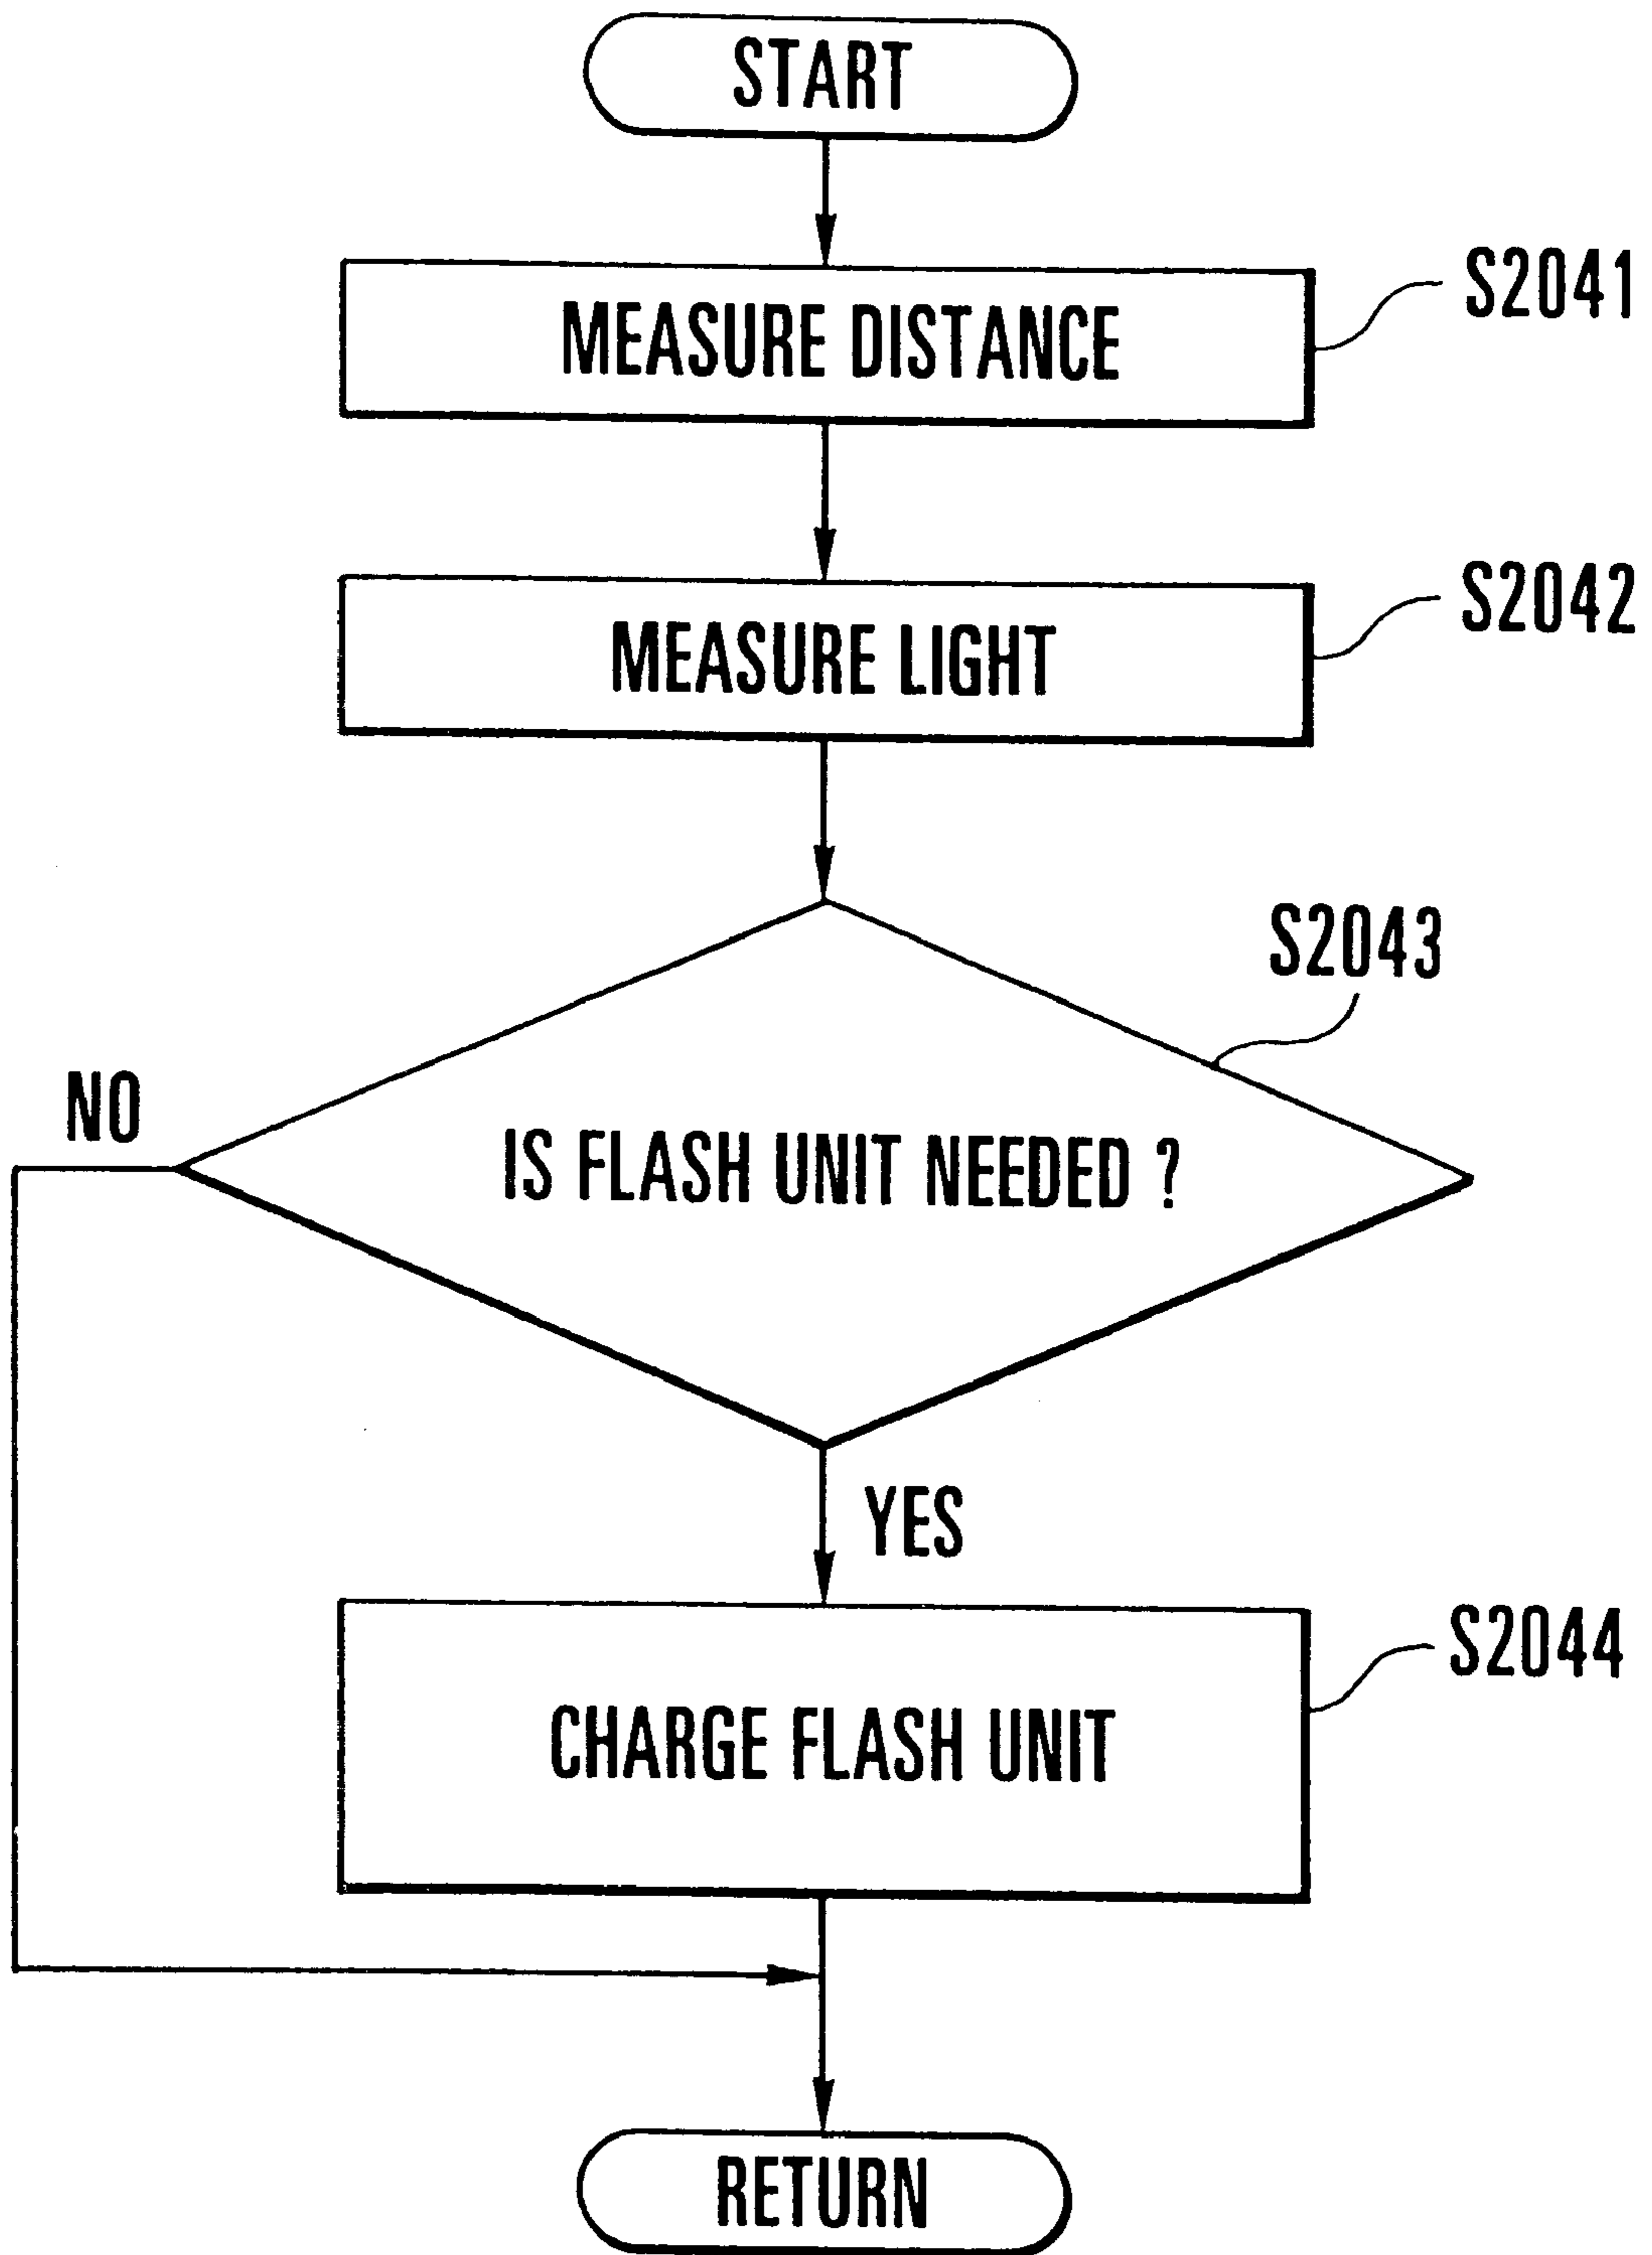 START
MEASURE DISTANCE
S2041
MEASURE LIGHT
S2042
S2043
NO
IS FLASH UNIT NEEDED ?
YES
CHARGE FLASH UNIT
S2044
RETURN